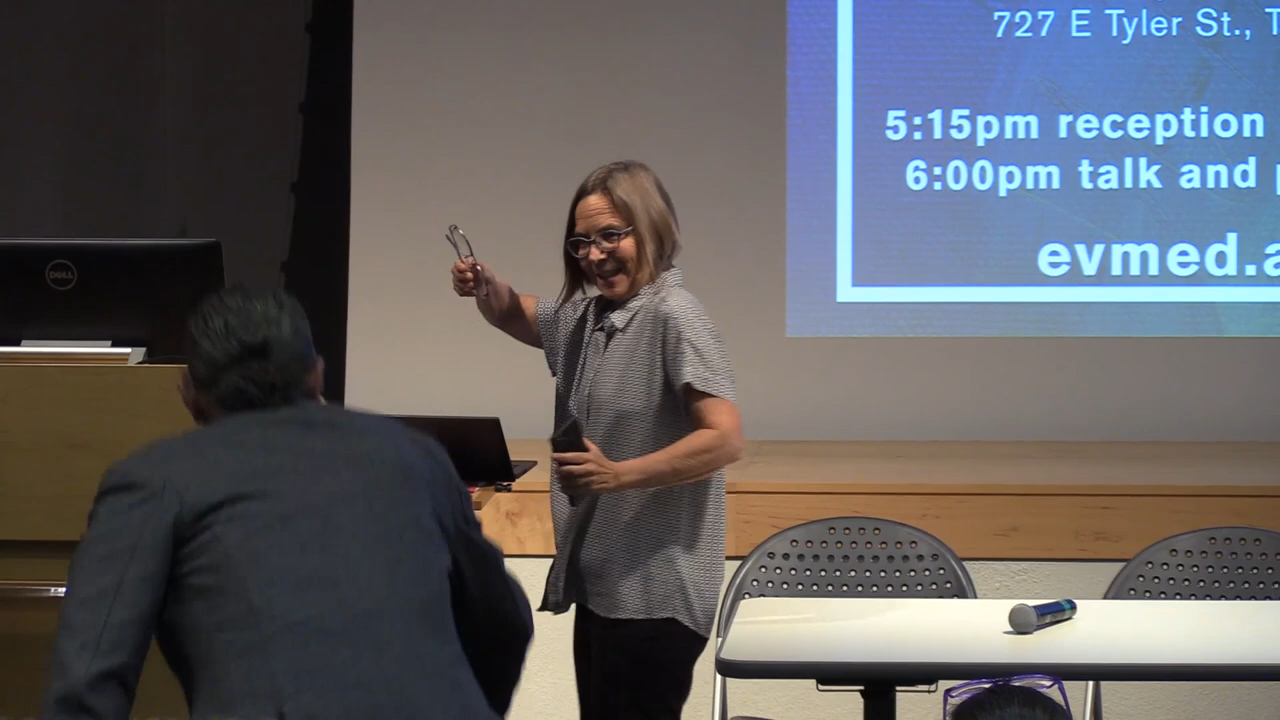 727 E Tyler St.,
5:15pm reception
6:00pm talk and
evmed.a
DELL